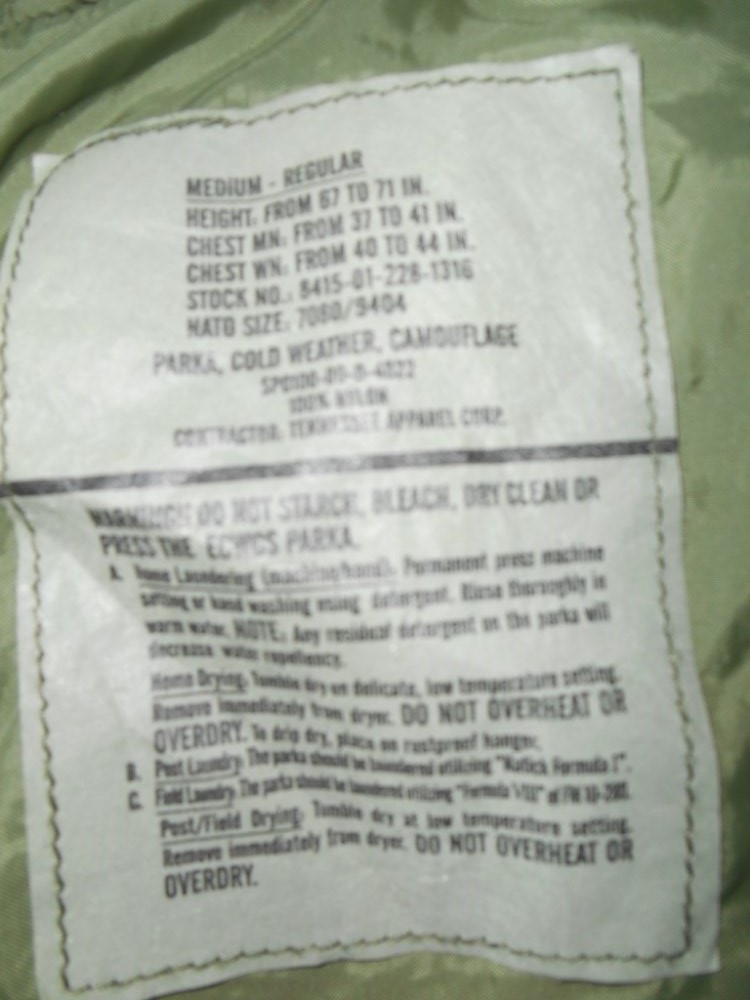 MEDIUM - REGULAR
HEIGHT: FROM 67 TO 71 IN.
CHEST MN: FROM 37 TO 41 IN.
CHEST WN: FROM 40 TO 44 IN.
STOCK NO.: 8415-01-228-1316
NATO SIZE: 7080/9404
PARKA, COLD WEATHER, CAMOUFLAGE
100% NYLON
CONTRACTOR: TENNESSEE APPAREL CORP.
WARNINGS: DO NOT STARCH, BLEACH, DRY CLEAN OR
PRESS THE ECWCS PARKA.
A. Home Laundering (machine/hand). Permanent press machine
setting or hand washing using detergent. Rinse thoroughly in
warm water. NOTE: Any residual detergent on the parka will
decrease water repellency.
Home Drying. Tumble dry on delicate, low temperature setting.
Remove immediately from dryer. DO NOT OVERHEAT OR
OVERDRY. To drip dry, place on rustproof hanger.
B. Post Laundry. The parka should be laundered utilizing "Natick Formula I".
C. Field Laundry. The parka should be laundered utilizing "Formula
Post/Field Drying. Tumble dry at low temperature setting.
Remove immediately from dryer. DO NOT OVERHEAT OR
OVERDRY.